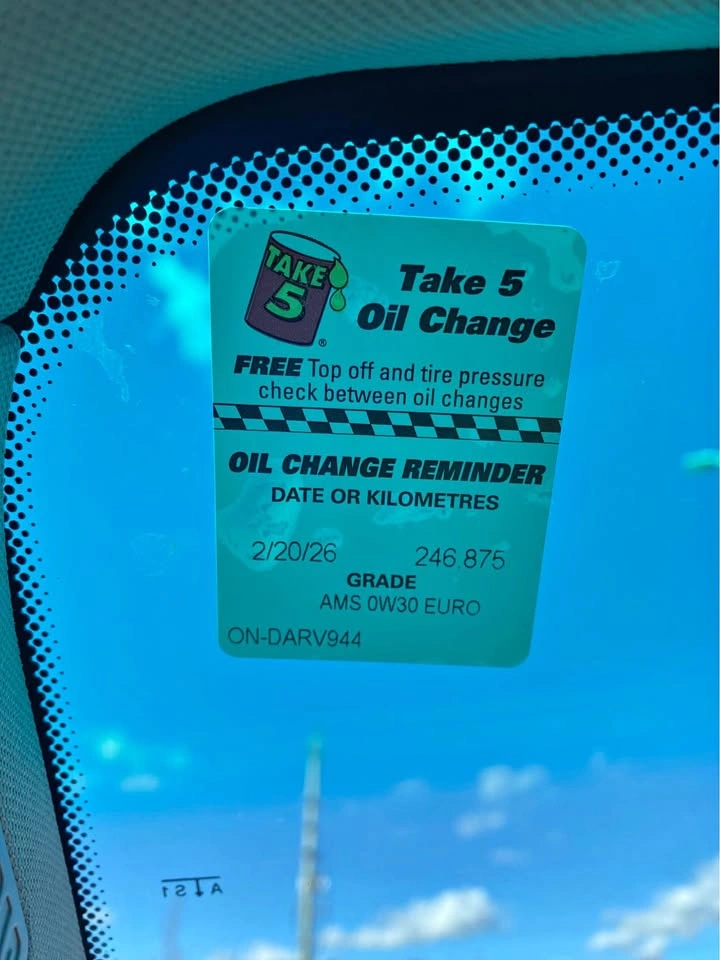 TAKE
5
®
Take 5
Oil Change
FREE Top off and tire pressure
check between oil changes
OIL CHANGE REMINDER
DATE OR KILOMETRES
2/20/26 246.875
GRADE
AMS 0W30 EURO
ON-DARV944
AS1